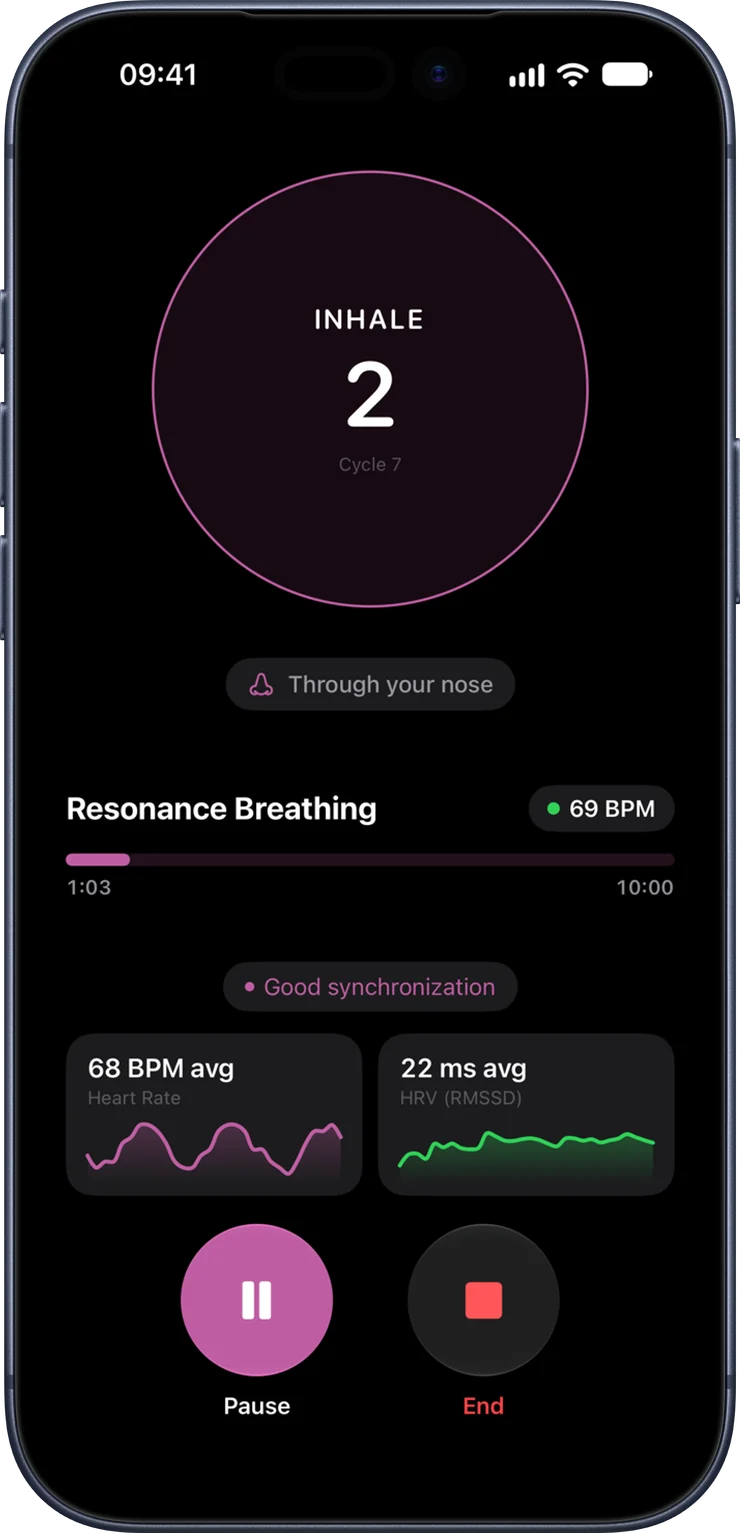 09:41
INHALE
2
Cycle 7
Through your nose
Resonance Breathing
69 BPM
1:03
10:00
Good synchronization
68 BPM avg
Heart Rate
22 ms avg
HRV (RMSSD)
Pause
End